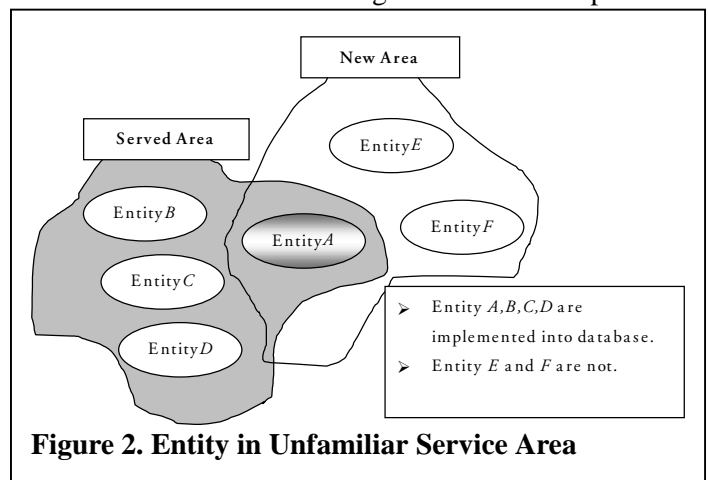 New Area
Served Area
Entity E
Entity B
Entity F
Entity A
Entity C
Entity D
➢ Entity A,B,C,D are
implemented into database.
➢ Entity E and F are not.
Figure 2. Entity in Unfamiliar Service Area